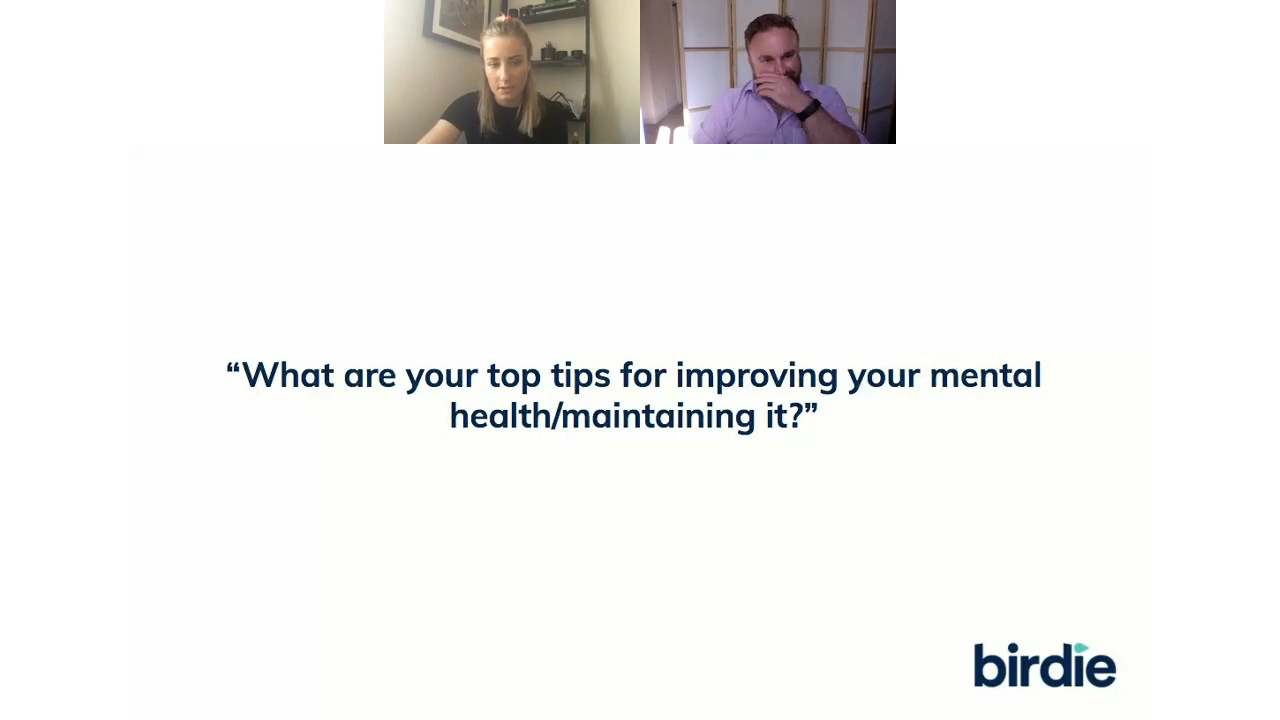 “What are your top tips for improving your mental
health/maintaining it?”
birdie